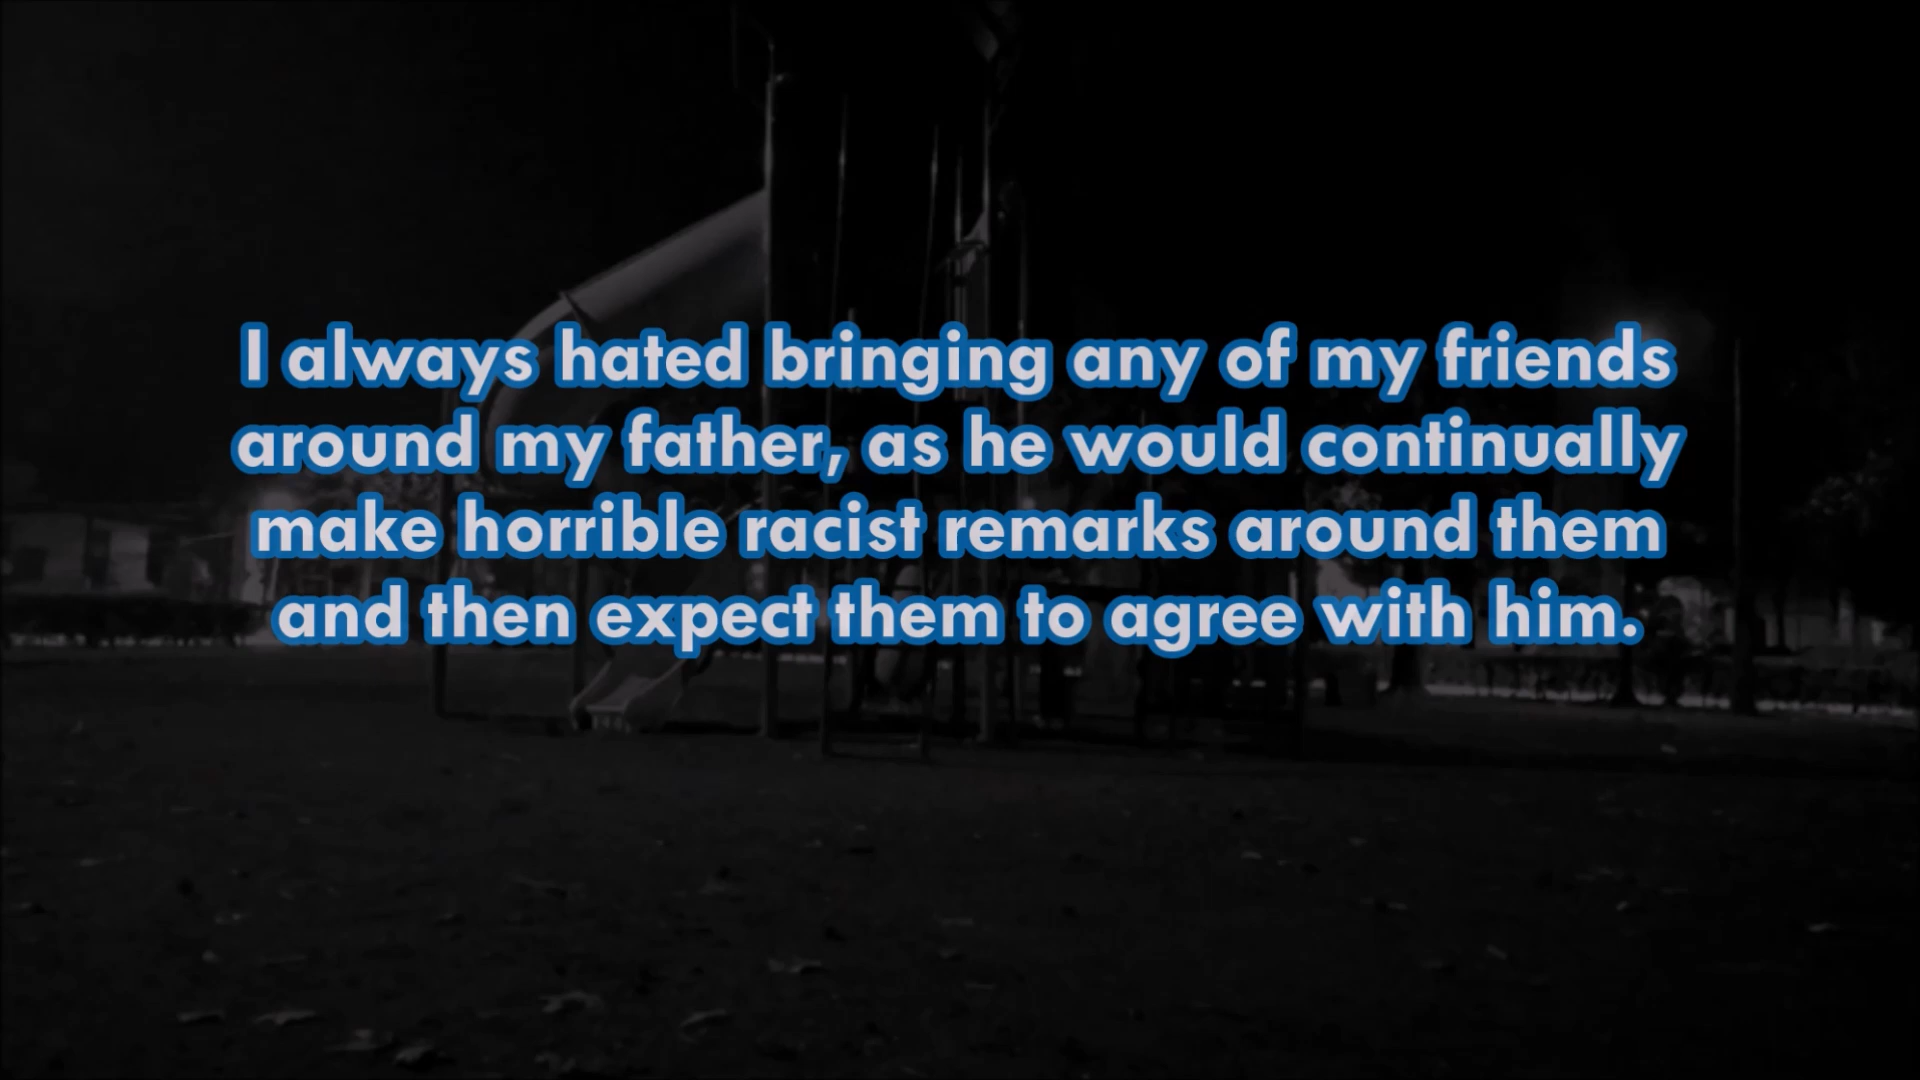 I always hated bringing any of my friends
around my father, as he would continually
make horrible racist remarks around them
and then expect them to agree with him.